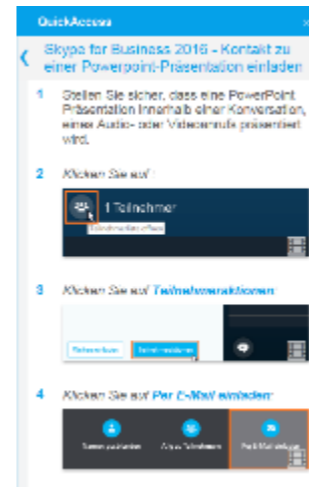 QuickAccess
Skype for Business 2016 - Kontakt zu
einer Powerpoint-Präsentation einladen
1 Stellen Sie sicher, dass eine PowerPoint
Präsentation innerhalb einer Konversation,
eines Audio- oder Videoanrufs präsentiert
wird.
2 Klicken Sie auf :
1 Teilnehmer
3 Klicken Sie auf Teilnehmeraktionen:
4 Klicken Sie auf Per E-Mail einladen: